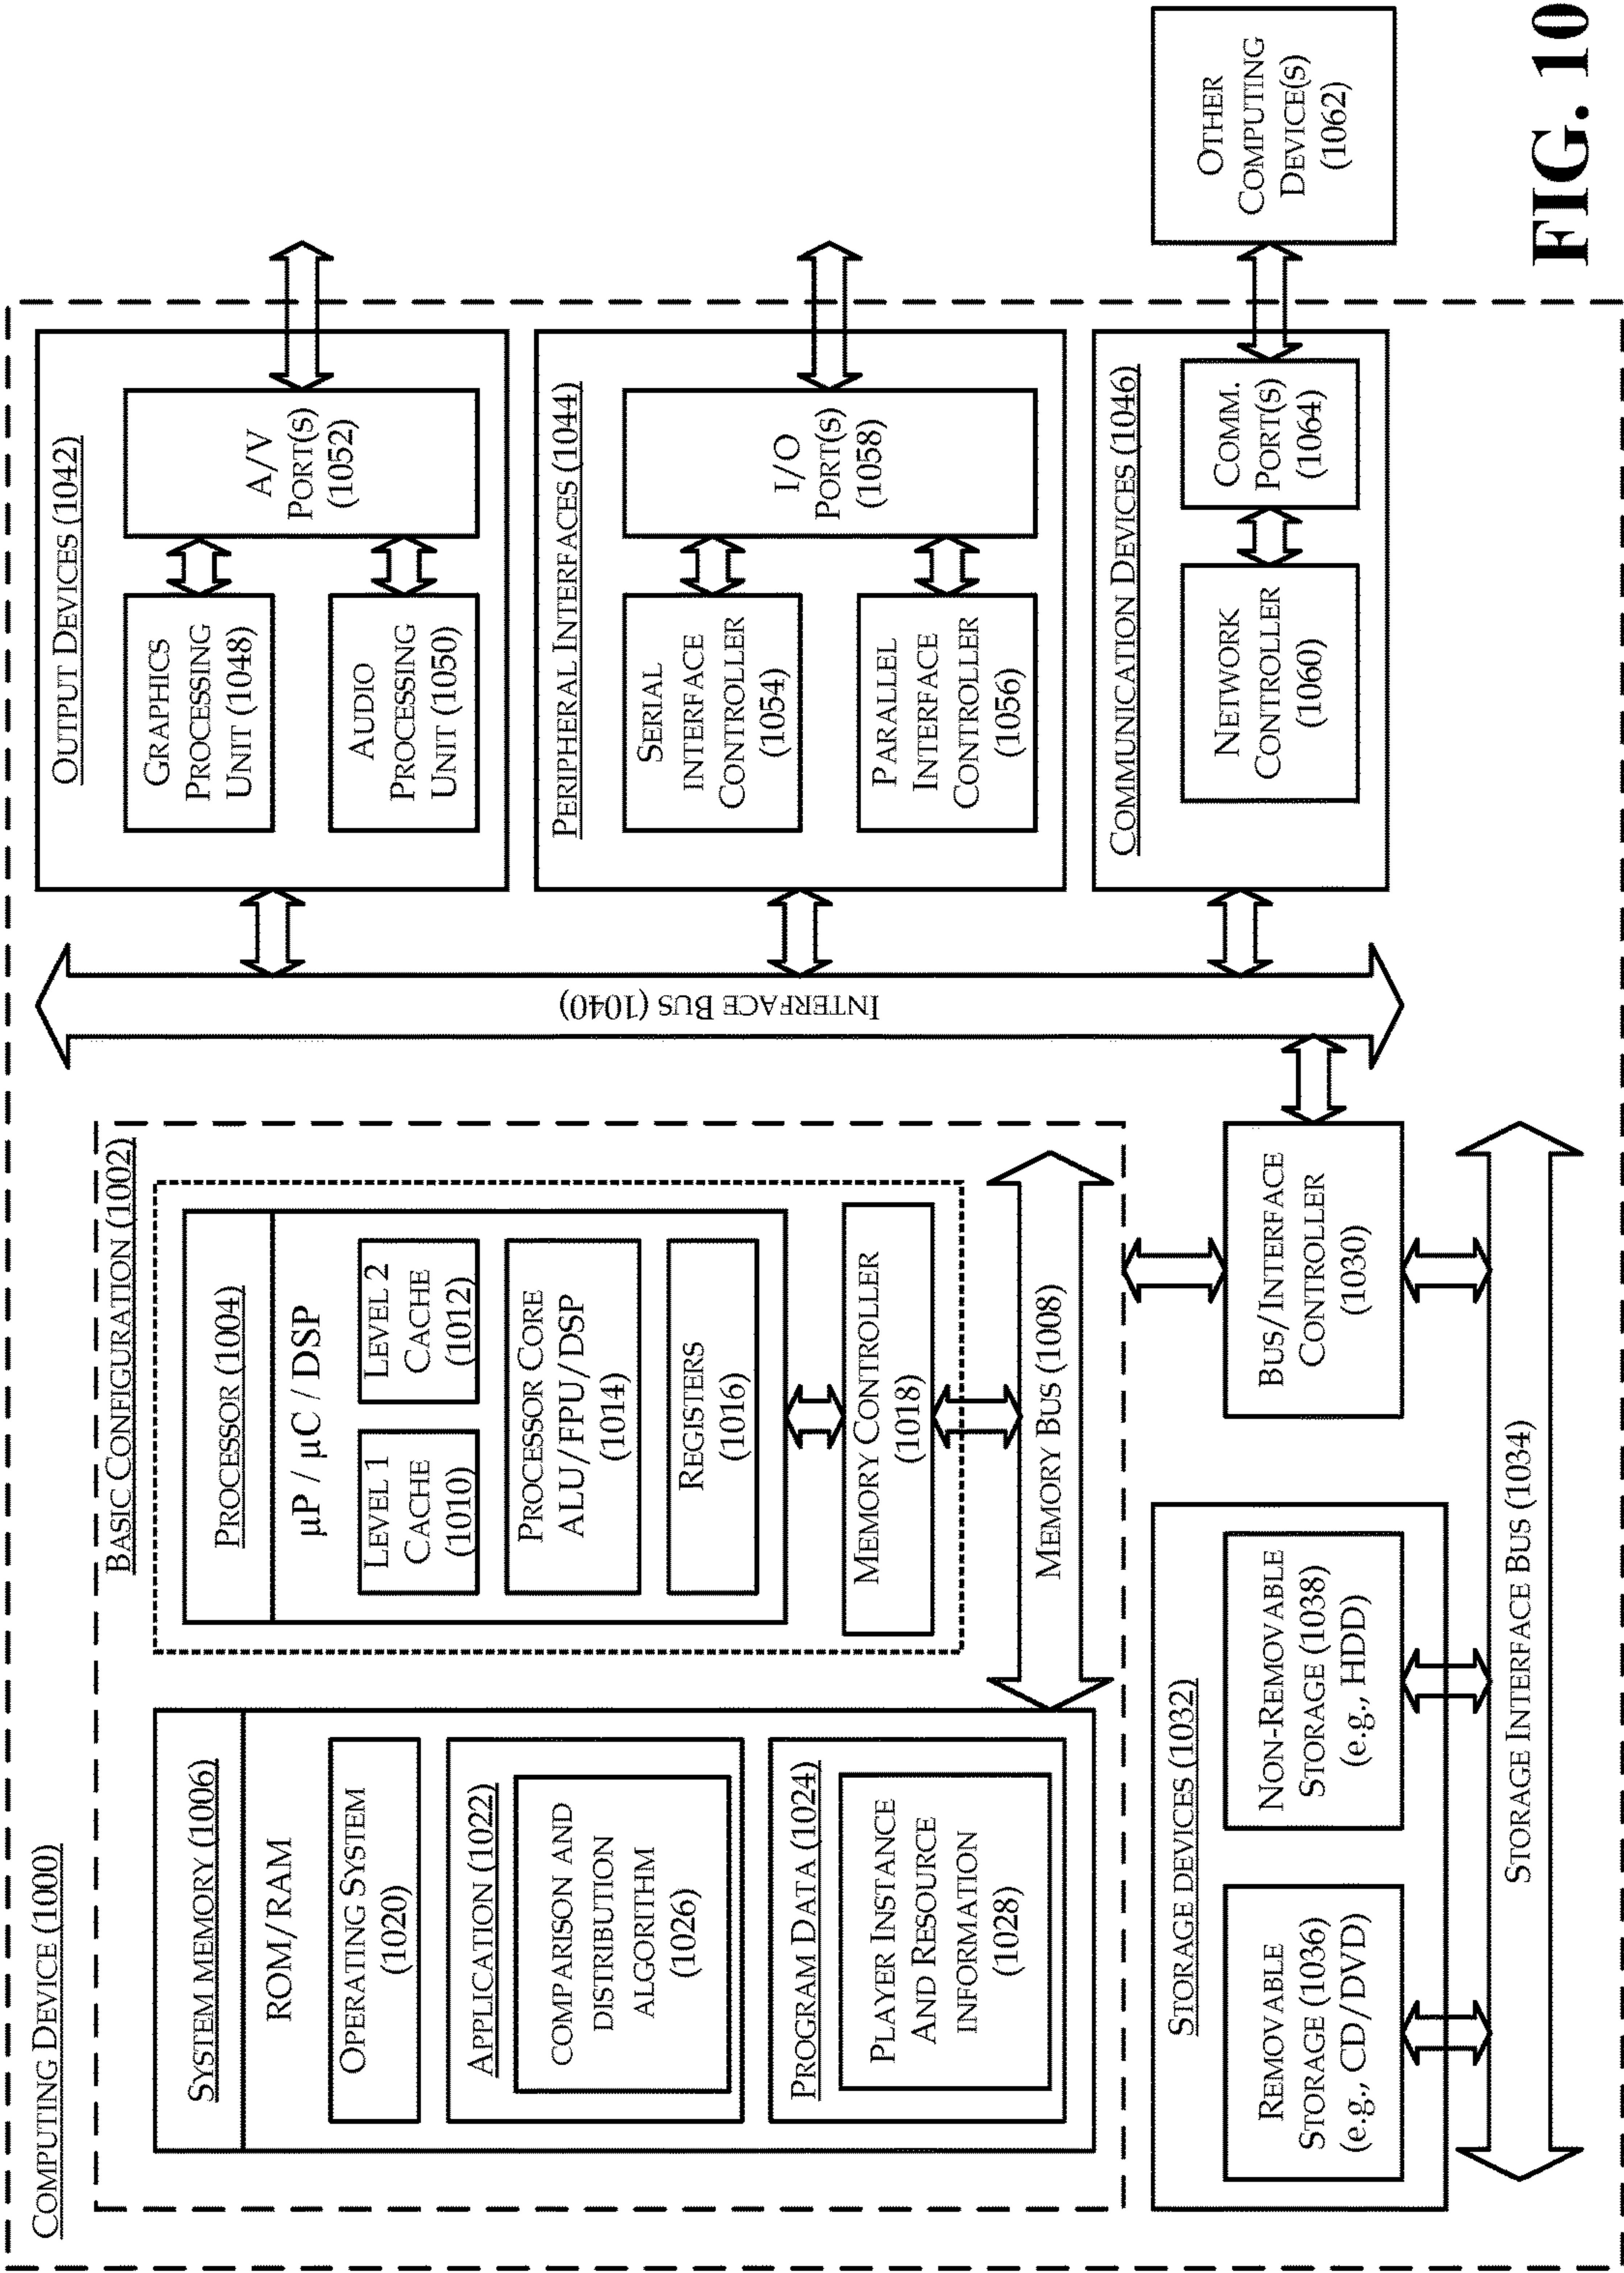 COMPUTING DEVICE (1000)
BASIC CONFIGURATION (1002)
SYSTEM MEMORY (1006)
ROM/RAM
OPERATING SYSTEM
(1020)
APPLICATION (1022)
COMPARISON AND
DISTRIBUTION
ALGORITHM
(1026)
PROGRAM DATA (1024)
PLAYER INSTANCE
AND RESOURCE
INFORMATION
(1028)
PROCESSOR (1004)
µP / µC / DSP
LEVEL 1
CACHE
(1010)
LEVEL 2
CACHE
(1012)
PROCESSOR CORE
ALU/FPU/DSP
(1014)
REGISTERS
(1016)
MEMORY CONTROLLER
(1018)
MEMORY BUS (1008)
BUS/INTERFACE
CONTROLLER
(1030)
STORAGE DEVICES (1032)
REMOVABLE
STORAGE (1036)
(e.g., CD/DVD)
NON-REMOVABLE
STORAGE (1038)
(e.g., HDD)
STORAGE INTERFACE BUS (1034)
INTERFACE BUS (1040)
OUTPUT DEVICES (1042)
GRAPHICS
PROCESSING
UNIT (1048)
AUDIO
PROCESSING
UNIT (1050)
A/V
PORT(S)
(1052)
PERIPHERAL INTERFACES (1044)
SERIAL
INTERFACE
CONTROLLER
(1054)
PARALLEL
INTERFACE
CONTROLLER
(1056)
I/O
PORT(S)
(1058)
COMMUNICATION DEVICES (1046)
NETWORK
CONTROLLER
(1060)
COMM.
PORT(S)
(1064)
OTHER
COMPUTING
DEVICE(S)
(1062)
FIG. 10